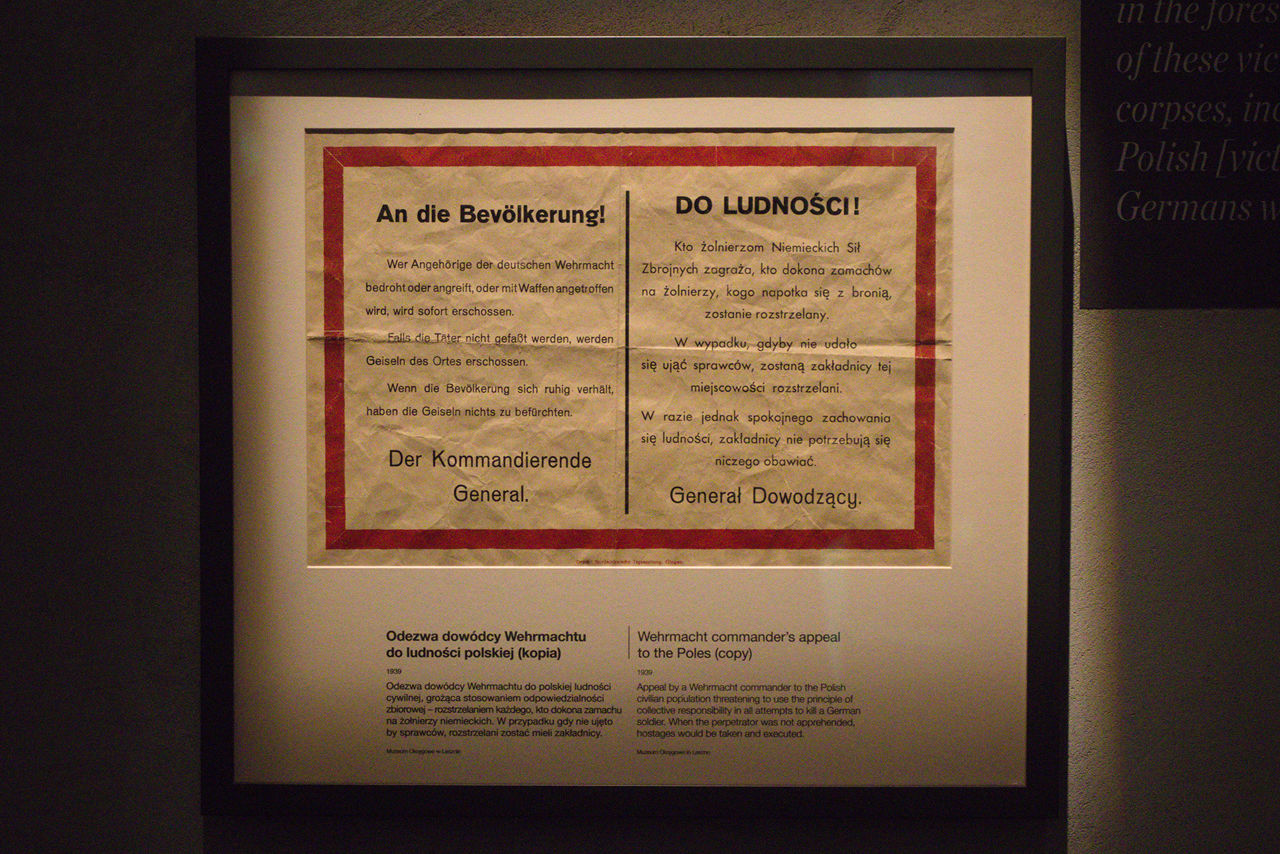 An die Bevölkerung!
Wer Angehörige der deutschen Wehrmacht
bedroht oder angreift, oder mit Waffen angetroffen
wird, wird sofort erschossen.
Falls die Täter nicht gefaßt werden, werden
Geiseln des Ortes erschossen.
Wenn die Bevölkerung sich ruhig verhält,
haben die Geiseln nichts zu befürchten.
Der Kommandierende
General.
DO LUDNOŚCI!
Kto żolnierzom Niemieckich Sił
Zbrojnych zagraża, kto dokona zamachów
na żolnierzy, kogo napotka się z bronią,
zostanie rozstrzelany.
W wypadku, gdyby nie udało
się ująć sprawców, zostaną zakładnicy tej
miejscowości rozstrzelani.
W razie jednak spokojnego zachowania
się ludności, zakładnicy nie potrzebują się
niczego obawiać.
Generał Dowodzący.
Odezwa dowódcy Wehrmachtu
do ludności polskiej (kopia)
1939
Odezwa dowódcy Wehrmachtu do polskiej ludności
cywilnej, grożąca stosowaniem odpowiedzialności
zbiorowej – rozstrzelaniem każdego, kto dokona zamachu
na żołnierzy niemieckich. W przypadku gdy nie ujęto
by sprawców, rozstrzelani zostać mieli zakładnicy.
Muzeum Okręgowe w Lesznie
Wehrmacht commander's appeal
to the Poles (copy)
1939
Appeal by a Wehrmacht commander to the Polish
civilian population threatening to use the principle of
collective responsibility in all attempts to kill a German
soldier. When the perpetrator was not apprehended,
hostages would be taken and executed.
Muzeum Okręgowe in Leszno
in the fores
of these vic
corpses, inc
Polish [vict
Germans w